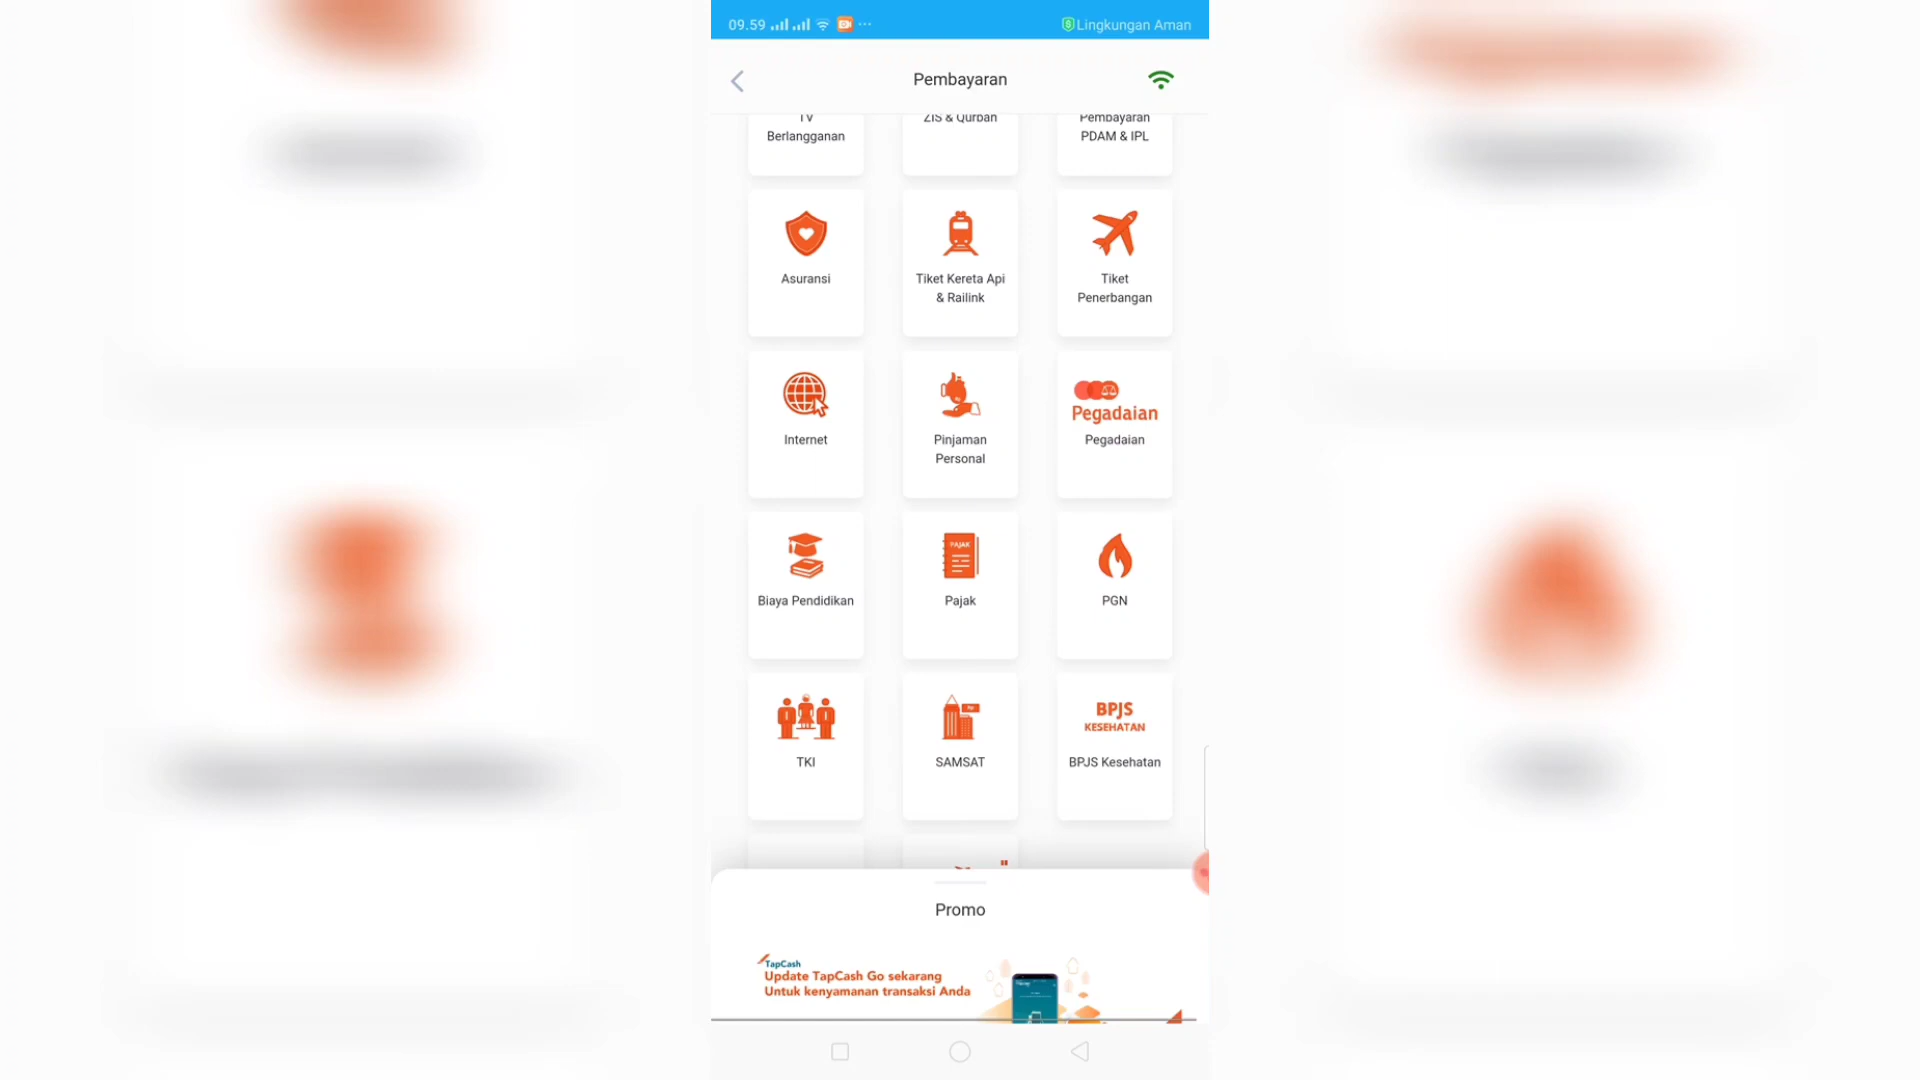 09.59
Lingkungan Aman
Pembayaran
TV
Berlangganan
ZIS & Qurban
Pembayaran
PDAM & IPL
Asuransi
Tiket Kereta Api
& Railink
Tiket
Penerbangan
Internet
Pinjaman
Personal
Pegadaian
Pegadaian
Biaya Pendidikan
PAJAK
Pajak
PGN
TKI
SAMSAT
BPJS
KESEHATAN
BPJS Kesehatan
Promo
TapCash
Update TapCash Go sekarang
Untuk kenyamanan transaksi Anda